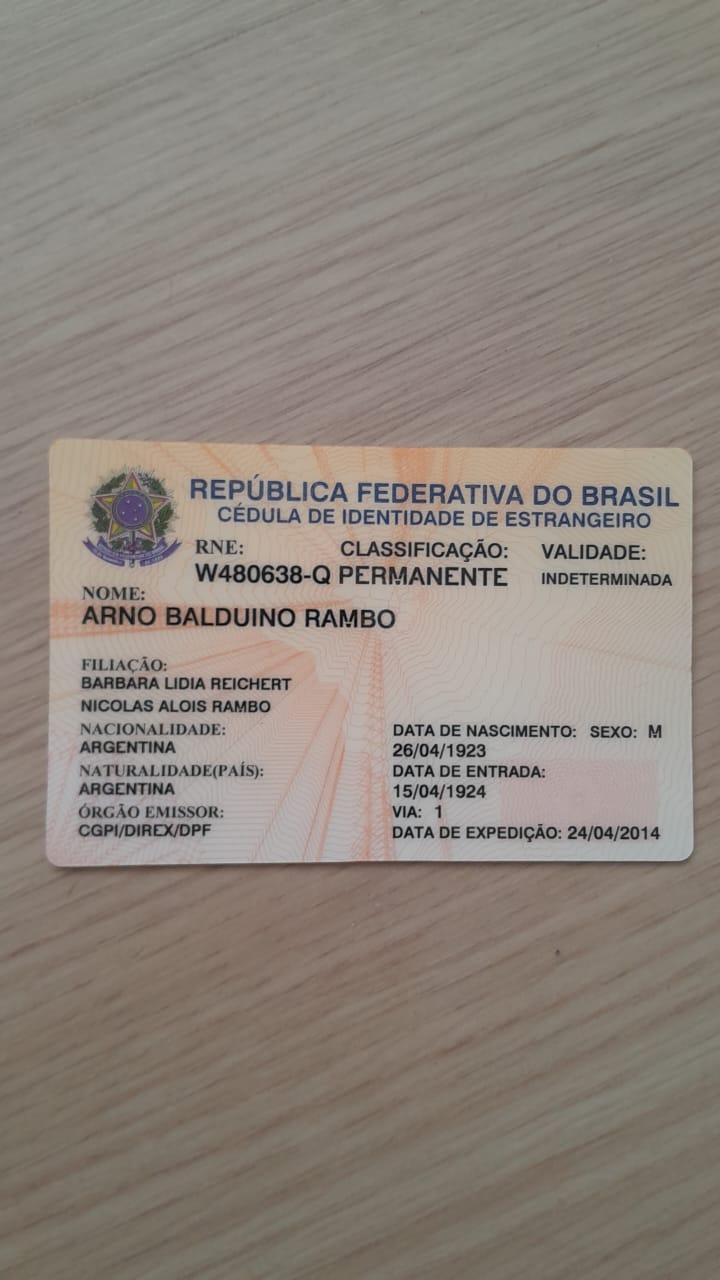 REPÚBLICA FEDERATIVA DO BRASIL
CÉDULA DE IDENTIDADE DE ESTRANGEIRO
RNE: CLASSIFICAÇÃO: VALIDADE:
W480638-Q PERMANENTE INDETERMINADA
NOME:
ARNO BALDUINO RAMBO
FILIAÇÃO:
BARBARA LIDIA REICHERT
NICOLAS ALOIS RAMBO
NACIONALIDADE: DATA DE NASCIMENTO: SEXO: M
ARGENTINA 26/04/1923
NATURALIDADE(PAÍS): DATA DE ENTRADA:
ARGENTINA 15/04/1924
ÓRGÃO EMISSOR: VIA: 1
CGPI/DIREX/DPF DATA DE EXPEDIÇÃO: 24/04/2014